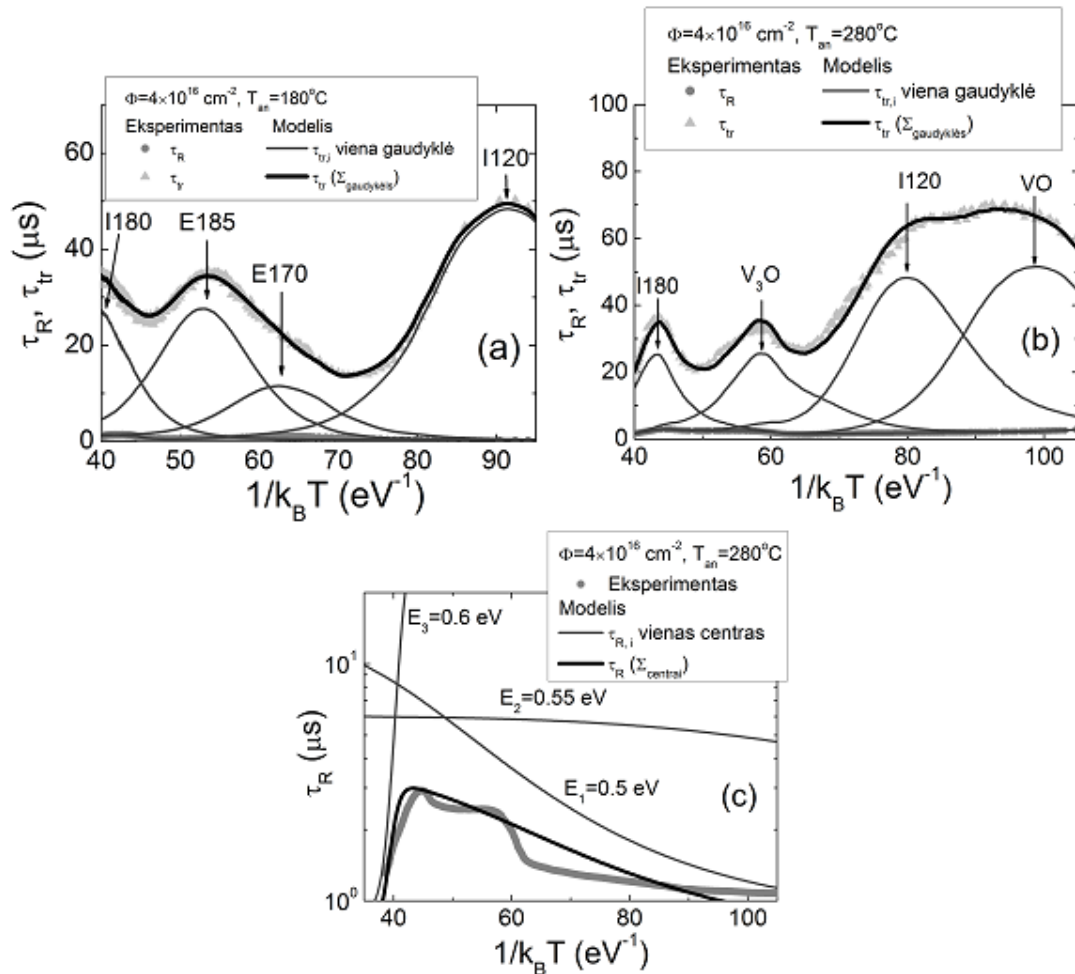 Φ=4×10¹⁶ cm⁻², Tₐₙ=180°C
Eksperimentas Modelis
τ_R τ_tr,i viena gaudyklė
τ_tr τ_tr (Σ_gaudyklės)
I180
E185
E170
I120
(a)
60
40
20
0
τ_R, τ_tr (μs)
40 50 60 70 80 90
1/k_BT (eV⁻¹)
Φ=4×10¹⁶ cm⁻², Tₐₙ=280°C
Eksperimentas Modelis
τ_R τ_tr,i viena gaudyklė
τ_tr τ_tr (Σ_gaudyklės)
I180
V₃O
I120
VO
(b)
100
80
60
40
20
0
τ_R, τ_tr (μs)
40 60 80 100
1/k_BT (eV⁻¹)
Φ=4×10¹⁶ cm⁻², Tₐₙ=280°C
Eksperimentas
Modelis
τ_R,i vienas centras
τ_R (Σ_centrai)
E₃=0.6 eV
E₂=0.55 eV
E₁=0.5 eV
(c)
10¹
10⁰
τ_R (μs)
40 60 80 100
1/k_BT (eV⁻¹)